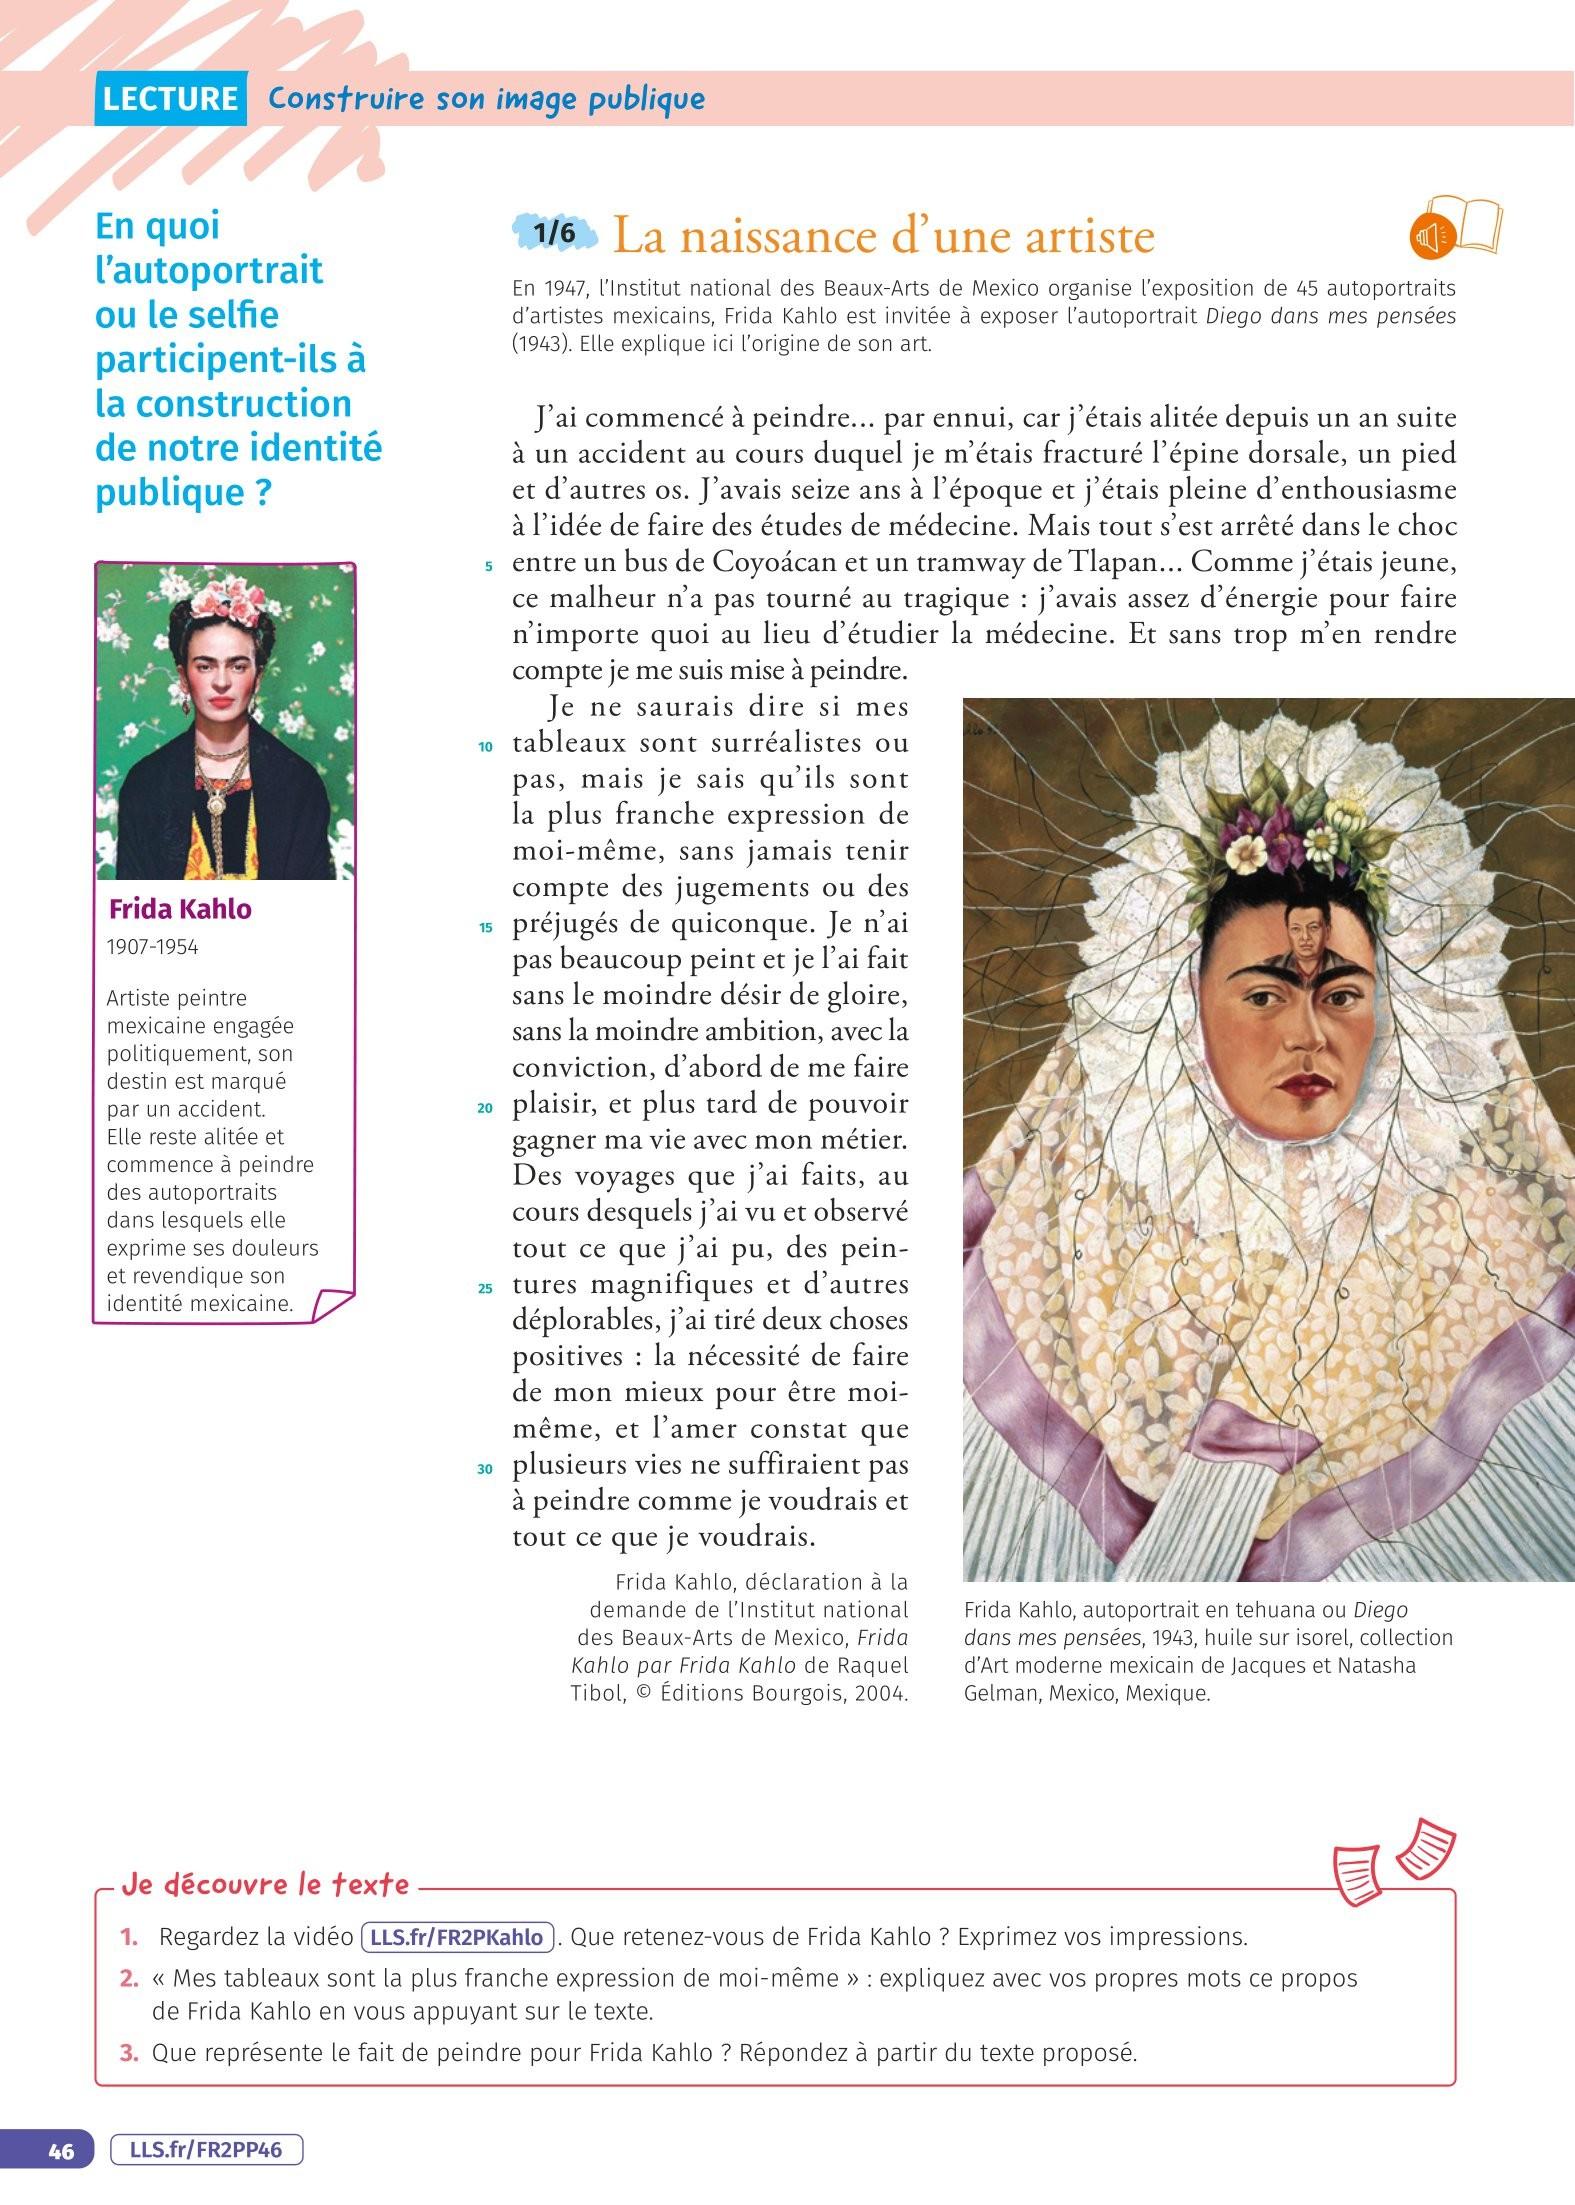 LECTURE Construire son image publique
En quoi
l'autoportrait
ou le selfie
participent-ils à
la construction
de notre identité
publique ?
Frida Kahlo
1907-1954
Artiste peintre
mexicaine engagée
politiquement, son
destin est marqué
par un accident.
Elle reste alitée et
commence à peindre
des autoportraits
dans lesquels elle
exprime ses douleurs
et revendique son
identité mexicaine.
1/6 La naissance d'une artiste
En 1947, l'Institut national des Beaux-Arts de Mexico organise l'exposition de 45 autoportraits
d'artistes mexicains, Frida Kahlo est invitée à exposer l'autoportrait Diego dans mes pensées
(1943). Elle explique ici l'origine de son art.
J'ai commencé à peindre... par ennui, car j'étais alitée depuis un an suite
à un accident au cours duquel je m'étais fracturé l'épine dorsale, un pied
et d'autres os. J'avais seize ans à l'époque et j'étais pleine d'enthousiasme
à l'idée de faire des études de médecine. Mais tout s'est arrêté dans le choc
5 entre un bus de Coyoácan et un tramway de Tlapan... Comme j'étais jeune,
ce malheur n'a pas tourné au tragique : j'avais assez d'énergie pour faire
n'importe quoi au lieu d'étudier la médecine. Et sans trop m'en rendre
compte je me suis mise à peindre.
Je ne saurais dire si mes
10 tableaux sont surréalistes ou
pas, mais je sais qu'ils sont
la plus franche expression de
moi-même, sans jamais tenir
compte des jugements ou des
15 préjugés de quiconque. Je n'ai
pas beaucoup peint et je l'ai fait
sans le moindre désir de gloire,
sans la moindre ambition, avec la
conviction, d'abord de me faire
20 plaisir, et plus tard de pouvoir
gagner ma vie avec mon métier.
Des voyages que j'ai faits, au
cours desquels j'ai vu et observé
tout ce que j'ai pu, des pein-
25 tures magnifiques et d'autres
déplorables, j'ai tiré deux choses
positives : la nécessité de faire
de mon mieux pour être moi-
même, et l'amer constat que
30 plusieurs vies ne suffiraient pas
à peindre comme je voudrais et
tout ce que je voudrais.
Frida Kahlo, déclaration à la
demande de l'Institut national
des Beaux-Arts de Mexico, Frida
Kahlo par Frida Kahlo de Raquel
Tibol, © Éditions Bourgois, 2004.
Frida Kahlo, autoportrait en tehuana ou Diego
dans mes pensées, 1943, huile sur isorel, collection
d'Art moderne mexicain de Jacques et Natasha
Gelman, Mexico, Mexique.
Je découvre le texte
1. Regardez la vidéo LLS.fr/FR2PKahlo. Que retenez-vous de Frida Kahlo ? Exprimez vos impressions.
2. « Mes tableaux sont la plus franche expression de moi-même » : expliquez avec vos propres mots ce propos
de Frida Kahlo en vous appuyant sur le texte.
3. Que représente le fait de peindre pour Frida Kahlo ? Répondez à partir du texte proposé.
46 LLS.fr/FR2PP46